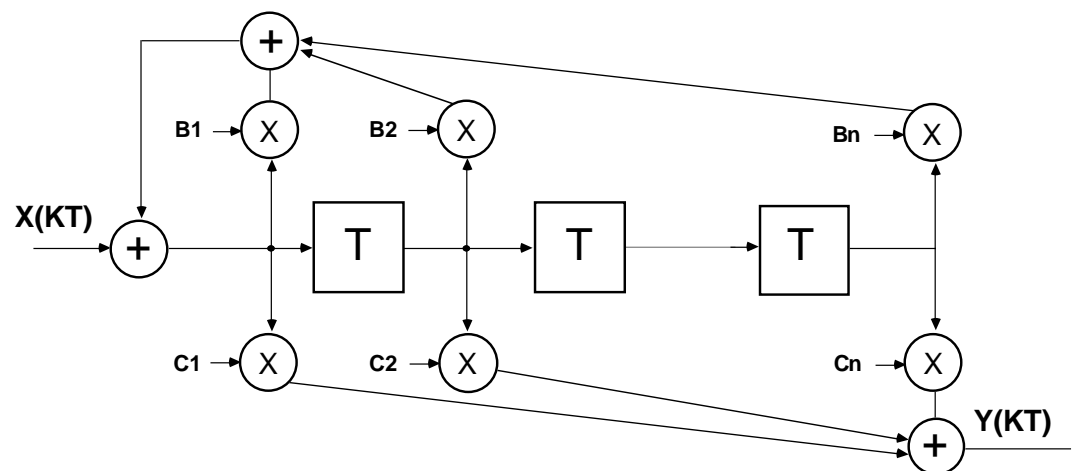 +
B1 X
B2 X
Bn X
X(KT)
+
T
T
T
C1 X
C2 X
Cn X
+
Y(KT)